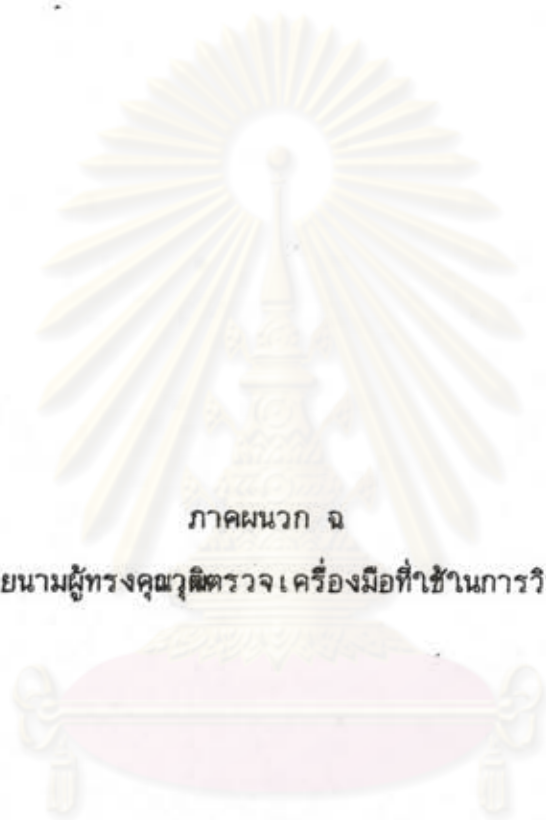 ภาคผนวก ฉ
ยนามผู้ทรงคุณวุฒิตรวจเครื่องมือที่ใช้ในการวิ